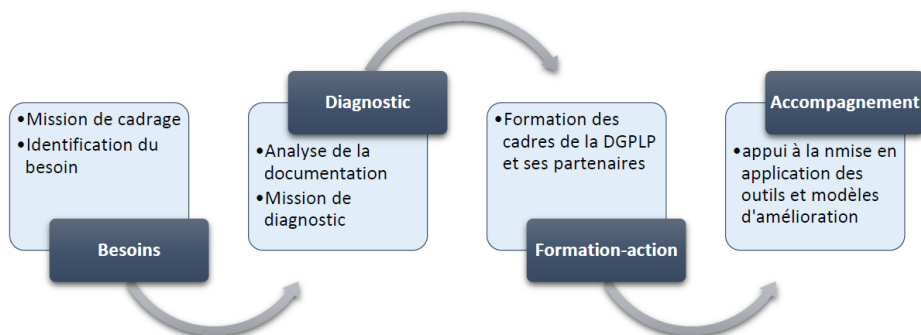 •Mission de cadrage
•Identification du
besoin
Besoins
Diagnostic
•Analyse de la
documentation
•Mission de
diagnostic
•Formation des
cadres de la DGPLP
et ses partenaires
Formation-action
Accompagnement
•appui à la nmise en
application des
outils et modèles
d'amélioration